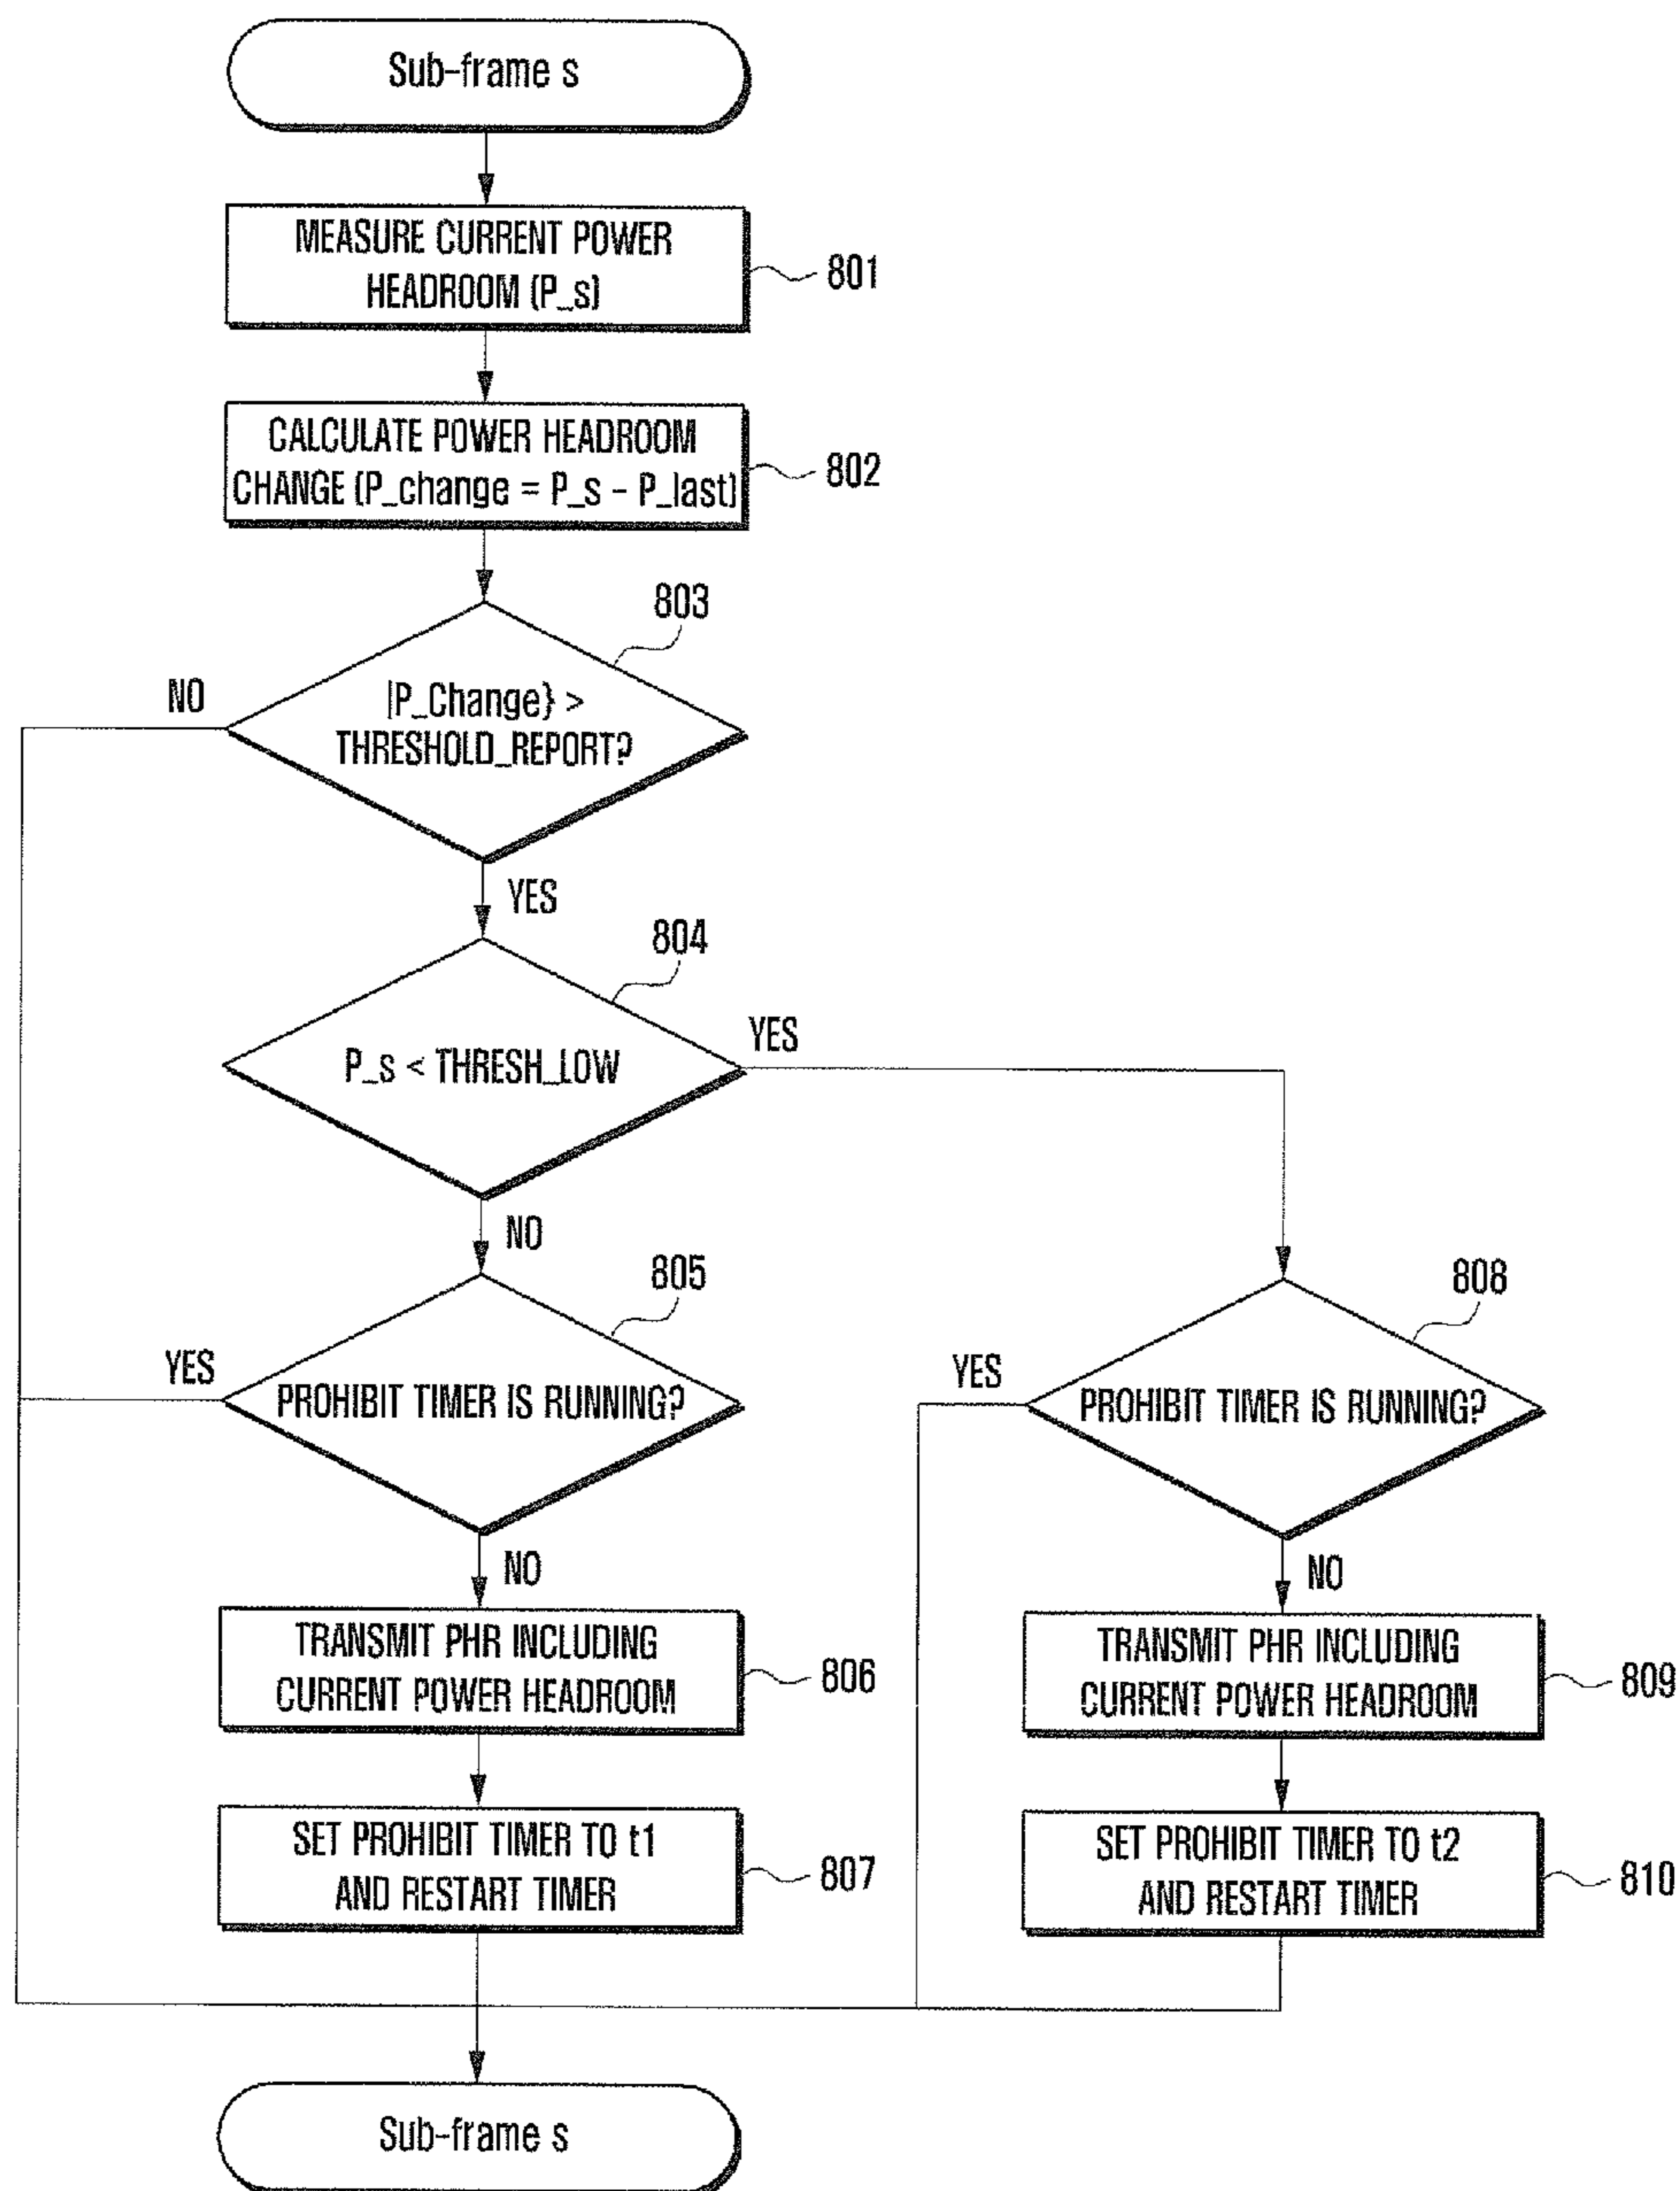 Sub-frame s
MEASURE CURRENT POWER
HEADROOM (P_s)
801
CALCULATE POWER HEADROOM
CHANGE (P_change = P_s - P_last)
802
803
NO
|P_Change} >
THRESHOLD_REPORT?
YES
804
YES
P_s < THRESH_LOW
NO
805
808
YES
PROHIBIT TIMER IS RUNNING?
YES
PROHIBIT TIMER IS RUNNING?
NO
NO
TRANSMIT PHR INCLUDING
CURRENT POWER HEADROOM
806
TRANSMIT PHR INCLUDING
CURRENT POWER HEADROOM
809
SET PROHIBIT TIMER TO t1
AND RESTART TIMER
807
SET PROHIBIT TIMER TO t2
AND RESTART TIMER
810
Sub-frame s